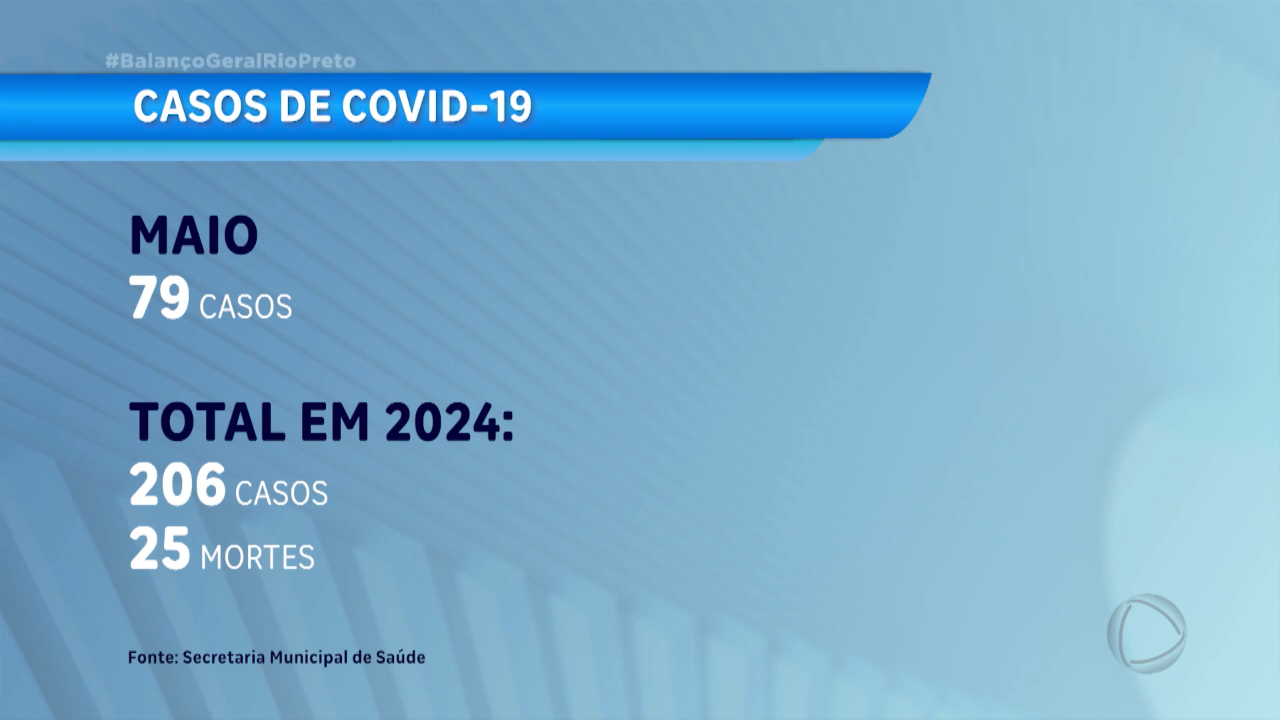 #BalançoGeralRioPreto
CASOS DE COVID-19
MAIO
79 CASOS
TOTAL EM 2024:
206 CASOS
25 MORTES
Fonte: Secretaria Municipal de Saúde